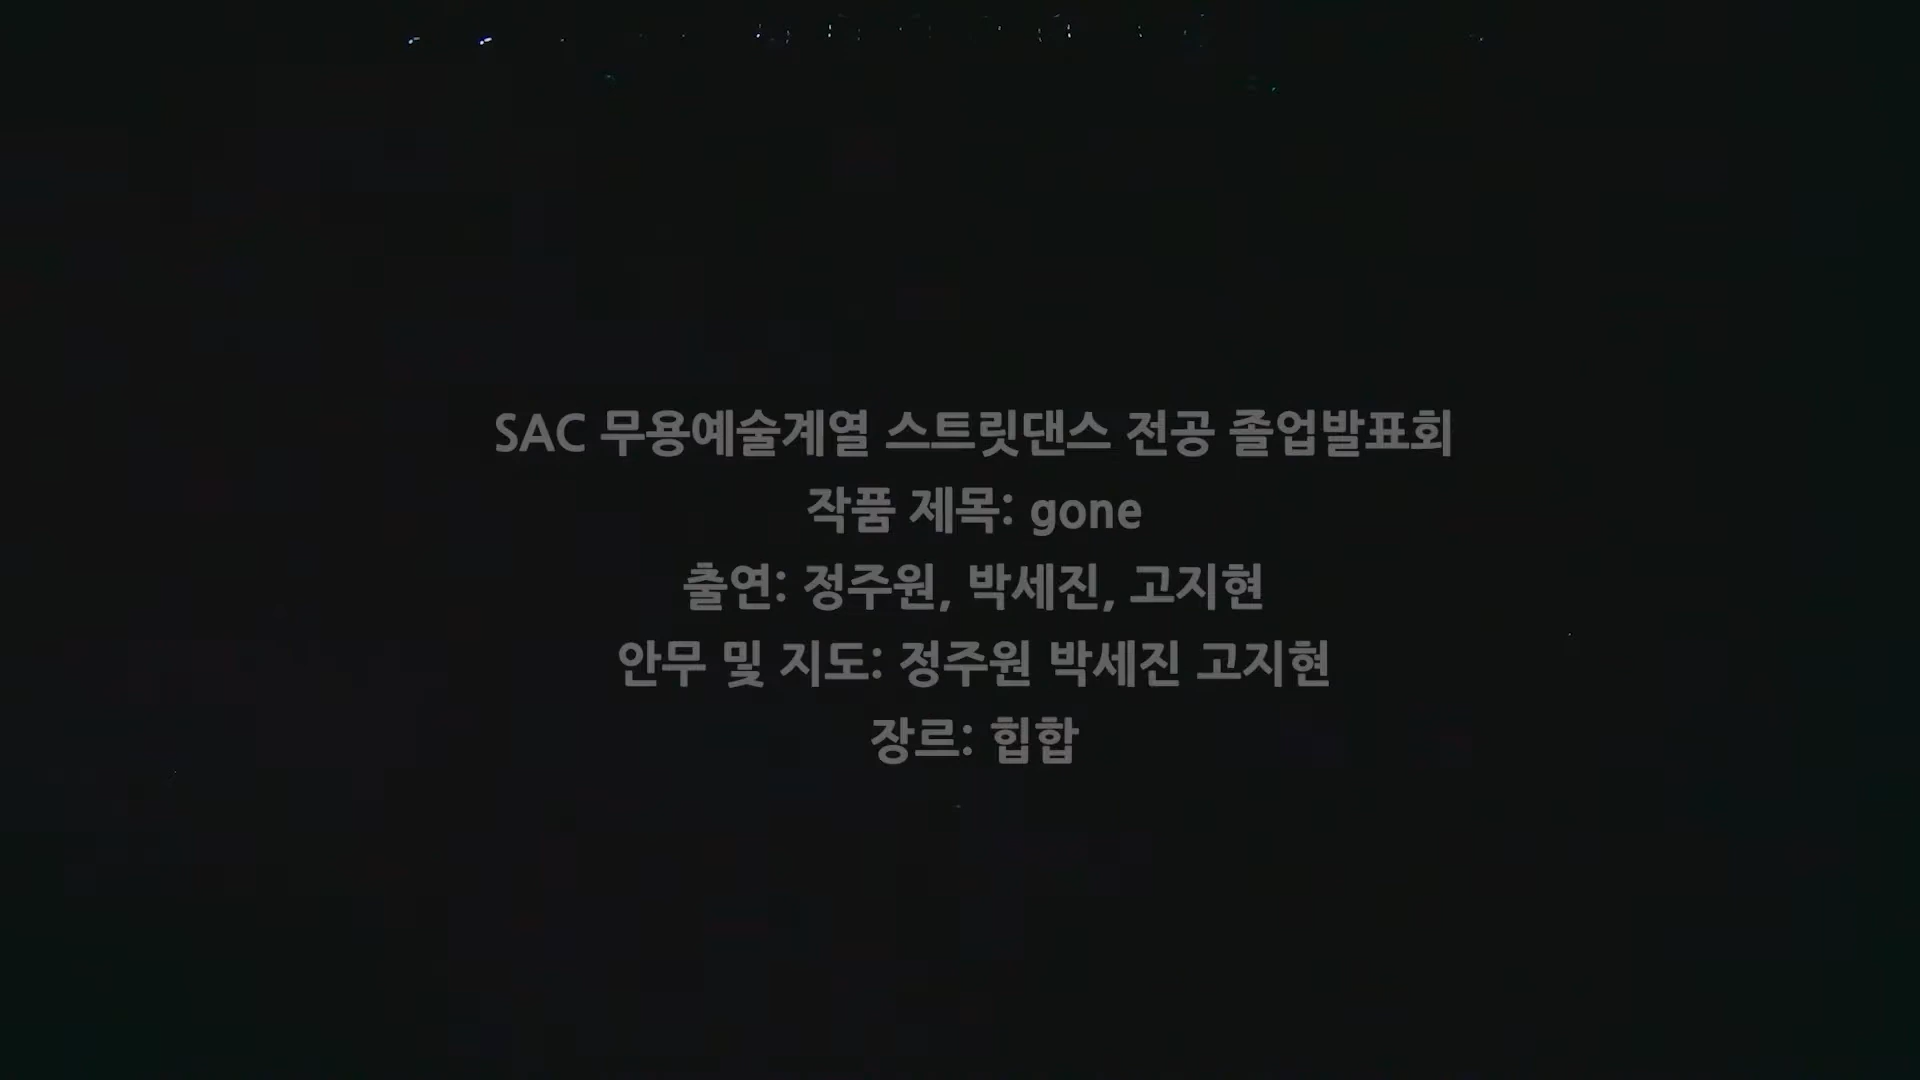 SAC 무용예술계열 스트릿댄스 전공 졸업발표회
작품 제목: gone
출연: 정주원, 박세진, 고지현
안무 및 지도: 정주원 박세진 고지현
장르: 힙합